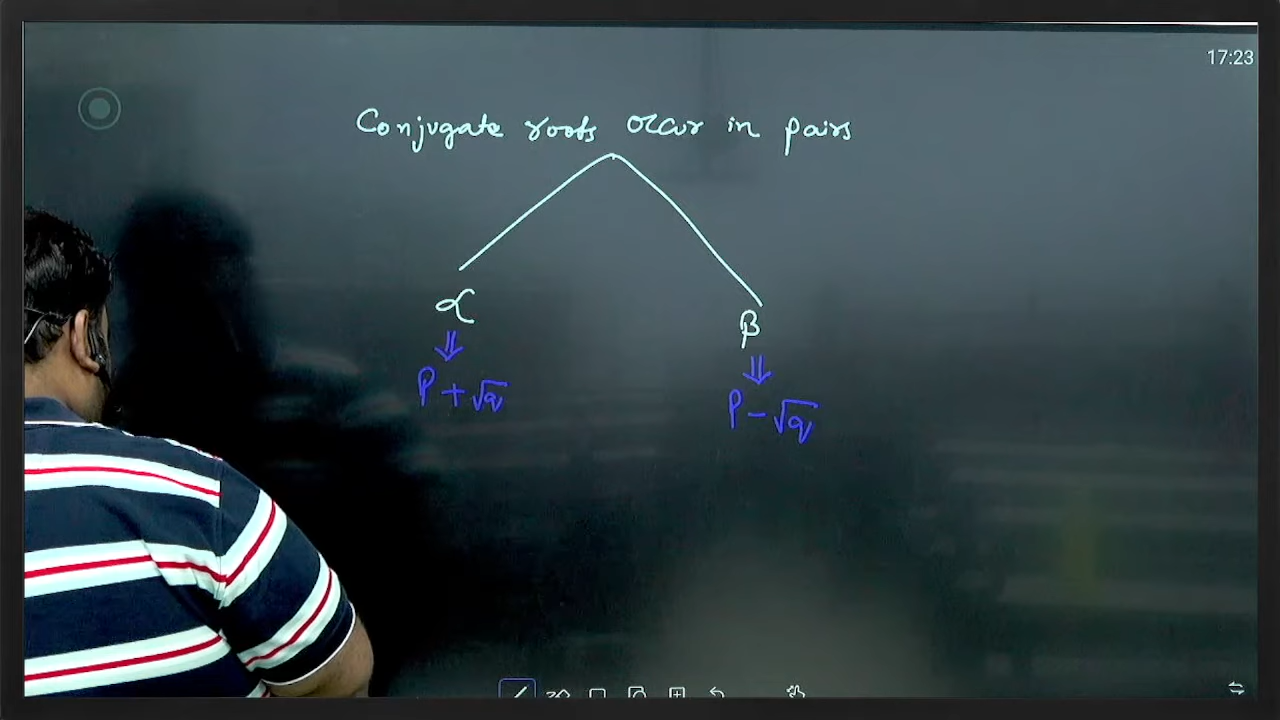 17:23
Conjugate roots occur in pairs
α β
⇓ ⇓
P + √q P - √q